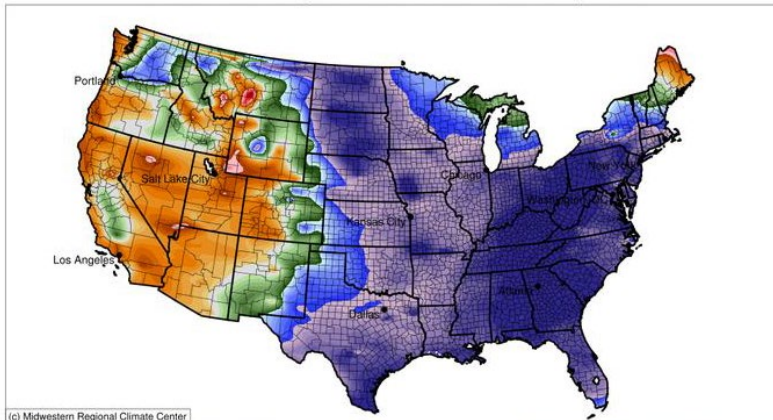 Portland
Salt Lake City
Los Angeles
Kansas City
Chicago
New York
Washington D.C.
Atlanta
Dallas
(c) Midwestern Regional Climate Center